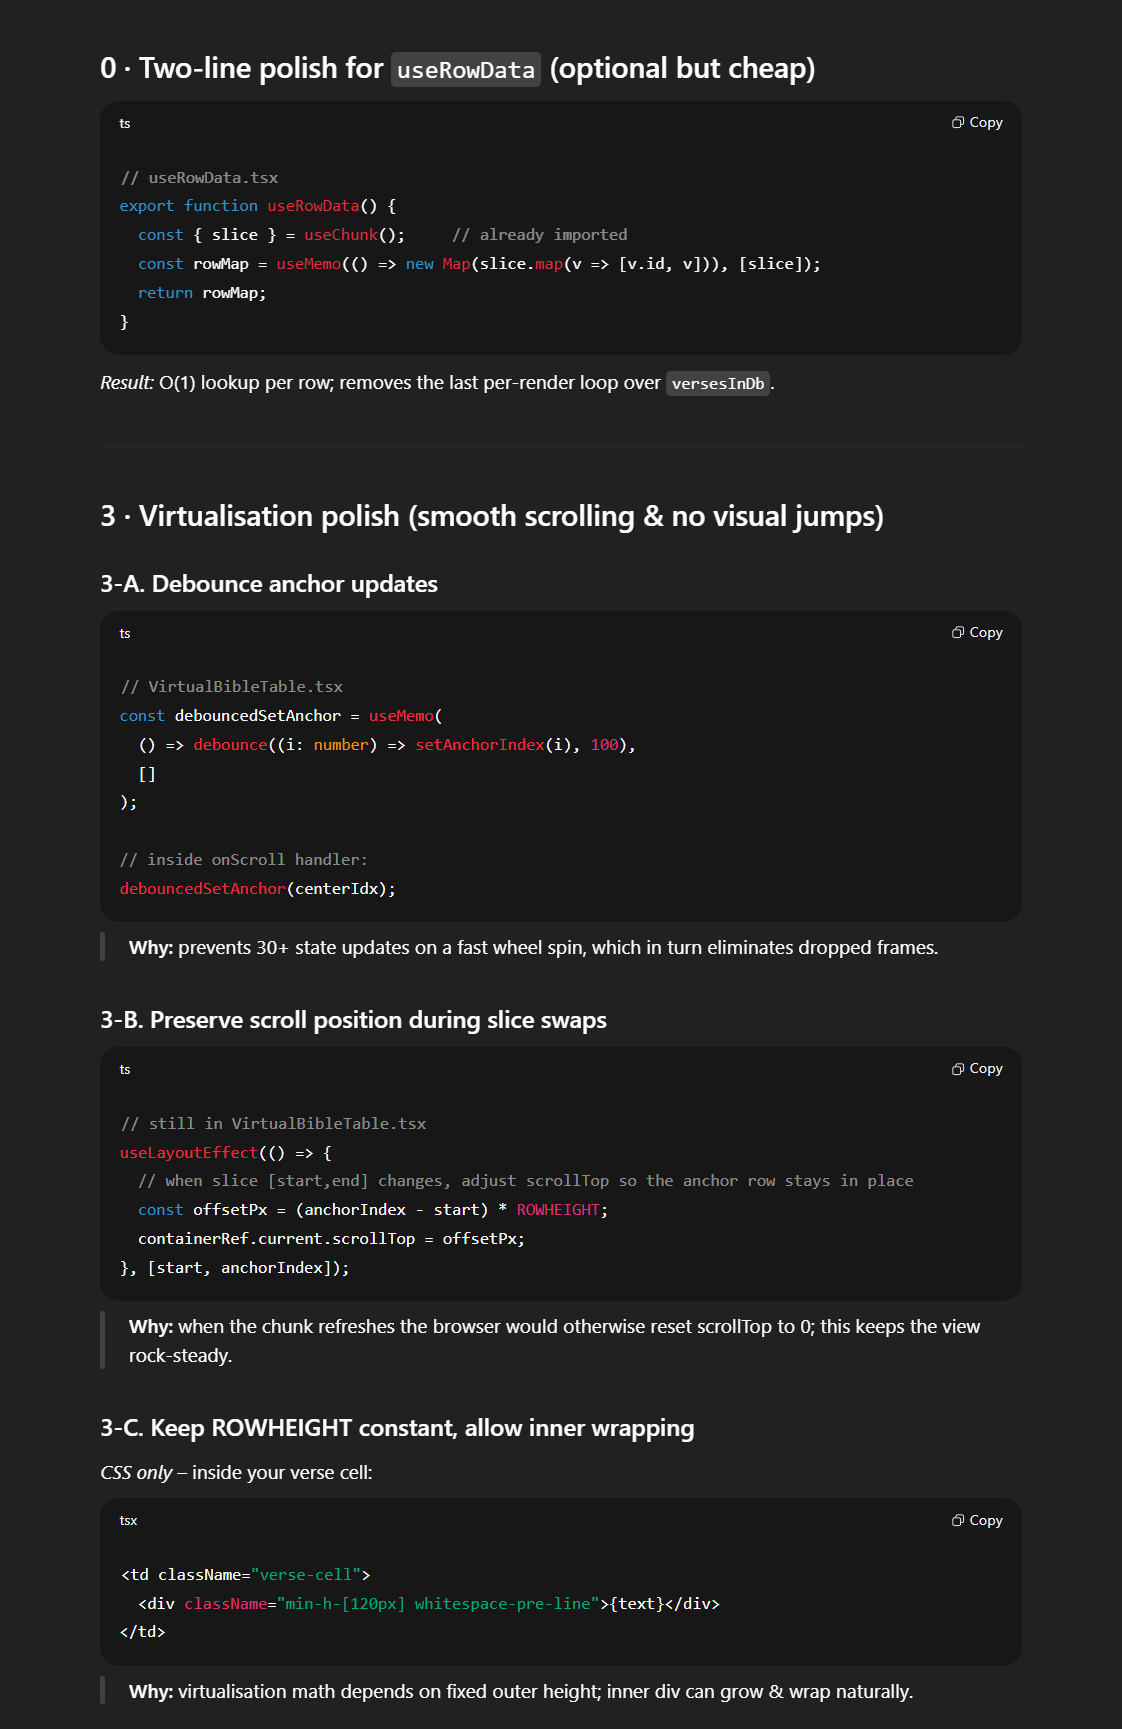 0 · Two-line polish for useRowData (optional but cheap)
ts
Copy
// useRowData.tsx
export function useRowData() {
  const { slice } = useChunk();     // already imported
  const rowMap = useMemo(() => new Map(slice.map(v => [v.id, v])), [slice]);
  return rowMap;
}
Result: O(1) lookup per row; removes the last per-render loop over versesInDb.
3 · Virtualisation polish (smooth scrolling & no visual jumps)
3-A. Debounce anchor updates
ts
Copy
// VirtualBibleTable.tsx
const debouncedSetAnchor = useMemo(
  () => debounce((i: number) => setAnchorIndex(i), 100),
  []
);
// inside onScroll handler:
debouncedSetAnchor(centerIdx);
Why: prevents 30+ state updates on a fast wheel spin, which in turn eliminates dropped frames.
3-B. Preserve scroll position during slice swaps
ts
Copy
// still in VirtualBibleTable.tsx
useLayoutEffect(() => {
  // when slice [start,end] changes, adjust scrollTop so the anchor row stays in place
  const offsetPx = (anchorIndex - start) * ROWHEIGHT;
  containerRef.current.scrollTop = offsetPx;
}, [start, anchorIndex]);
Why: when the chunk refreshes the browser would otherwise reset scrollTop to 0; this keeps the view
rock-steady.
3-C. Keep ROWHEIGHT constant, allow inner wrapping
CSS only – inside your verse cell:
tsx
Copy
<td className="verse-cell">
  <div className="min-h-[120px] whitespace-pre-line">{text}</div>
</td>
Why: virtualisation math depends on fixed outer height; inner div can grow & wrap naturally.